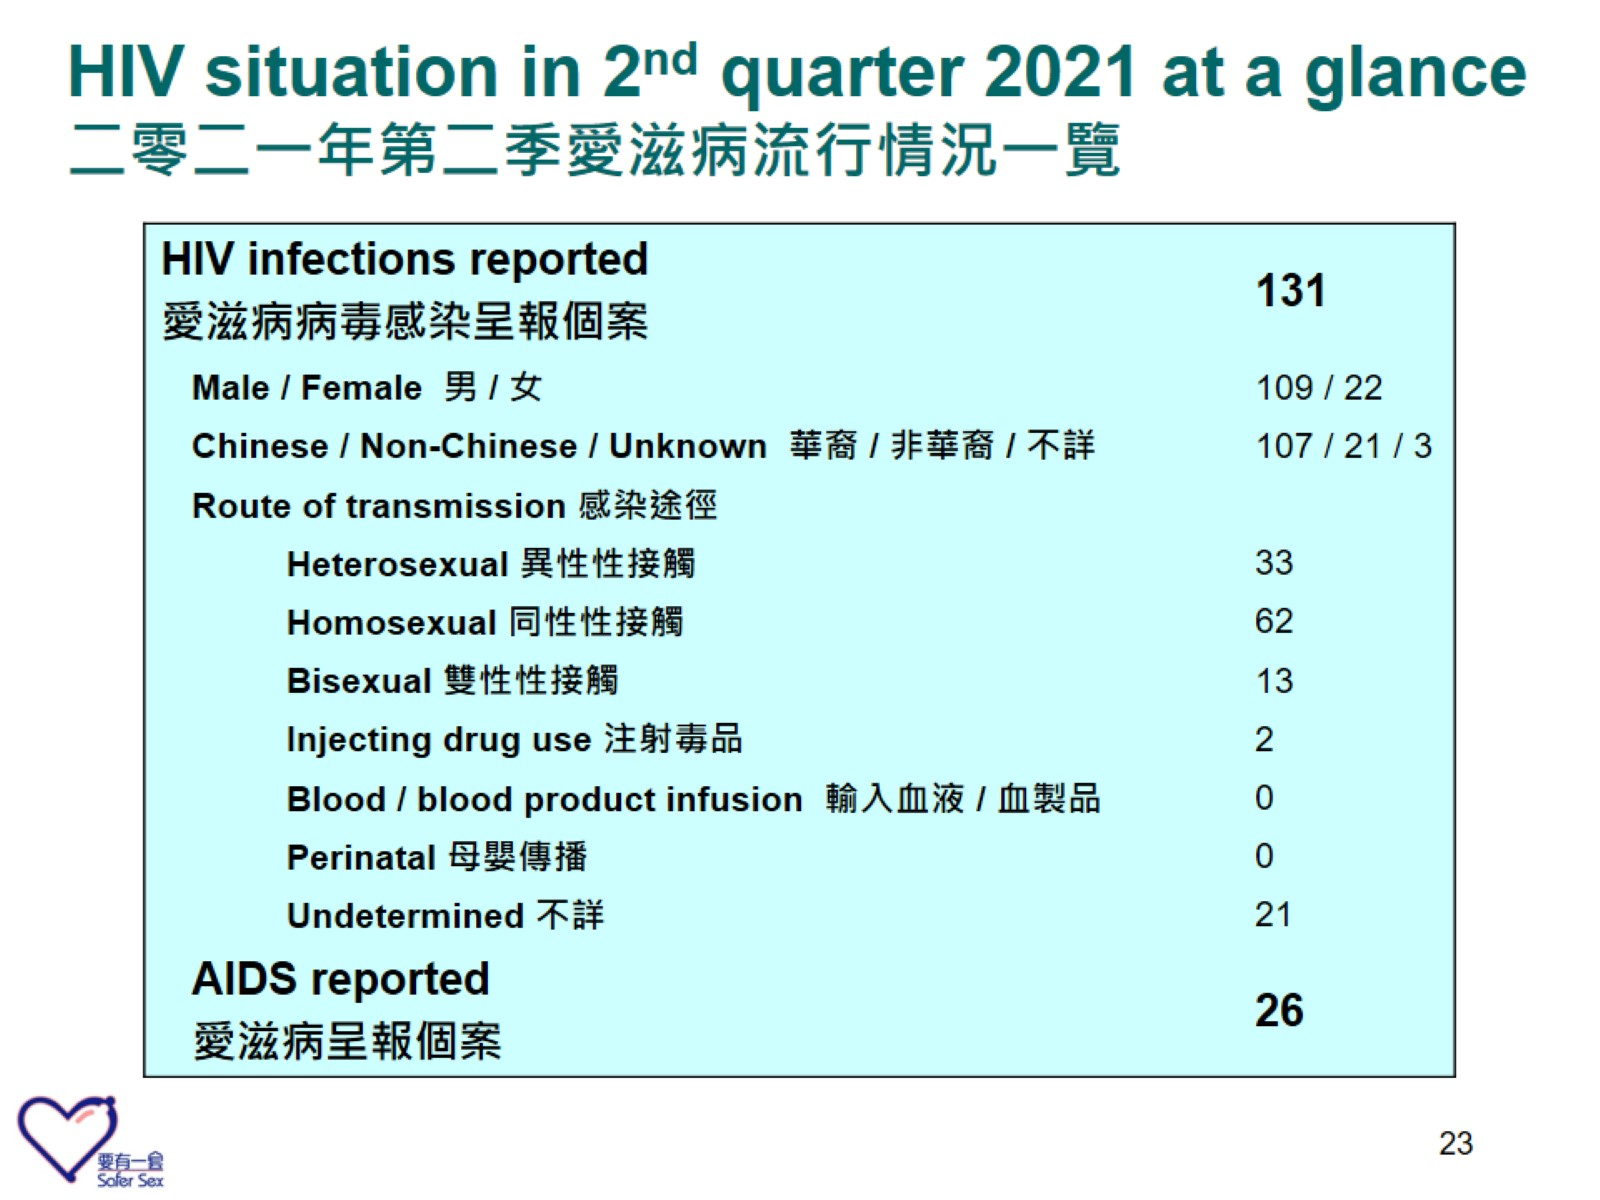 HIV situation in 2nd quarter 2021 at a glance
二零二一年第二季愛滋病流行情況一覽
HIV infections reported
愛滋病病毒感染呈報個案
131
Male / Female 男 / 女 109 / 22
Chinese / Non-Chinese / Unknown 華裔 / 非華裔 / 不詳 107 / 21 / 3
Route of transmission 感染途徑
Heterosexual 異性性接觸 33
Homosexual 同性性接觸 62
Bisexual 雙性性接觸 13
Injecting drug use 注射毒品 2
Blood / blood product infusion 輸入血液 / 血製品 0
Perinatal 母嬰傳播 0
Undetermined 不詳 21
AIDS reported
愛滋病呈報個案
26
要有一套
Safer Sex
23